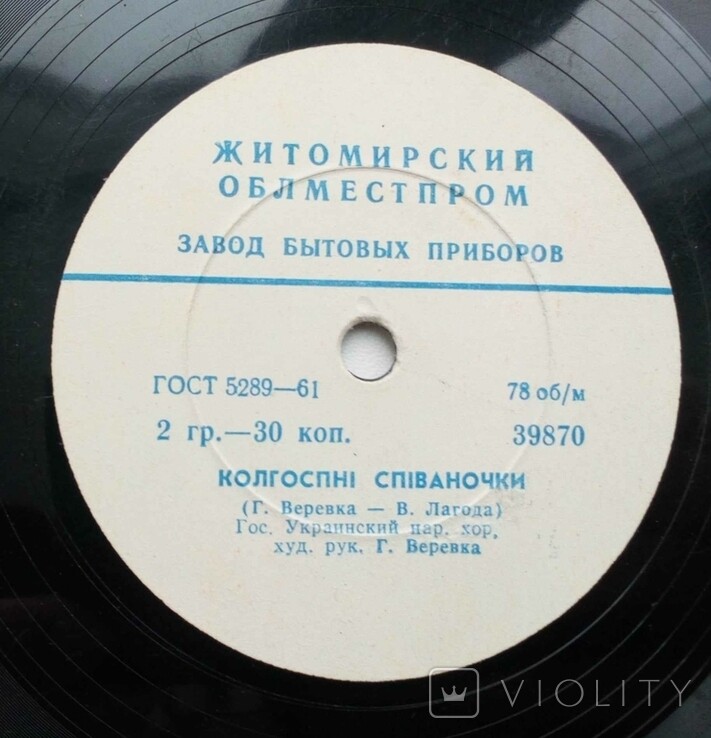 ЖИТОМИРСКИЙ
ОБЛМЕСТПРОМ
ЗАВОД БЫТОВЫХ ПРИБОРОВ
ГОСТ 5289—61 78 об/м
2 гр.—30 коп. 39870
КОЛГОСПНІ СПІВАНОЧКИ
(Г. Веревка — В. Лагода)
Гос. Украинский нар. хор,
худ. рук. Г. Веревка
VIOLITY